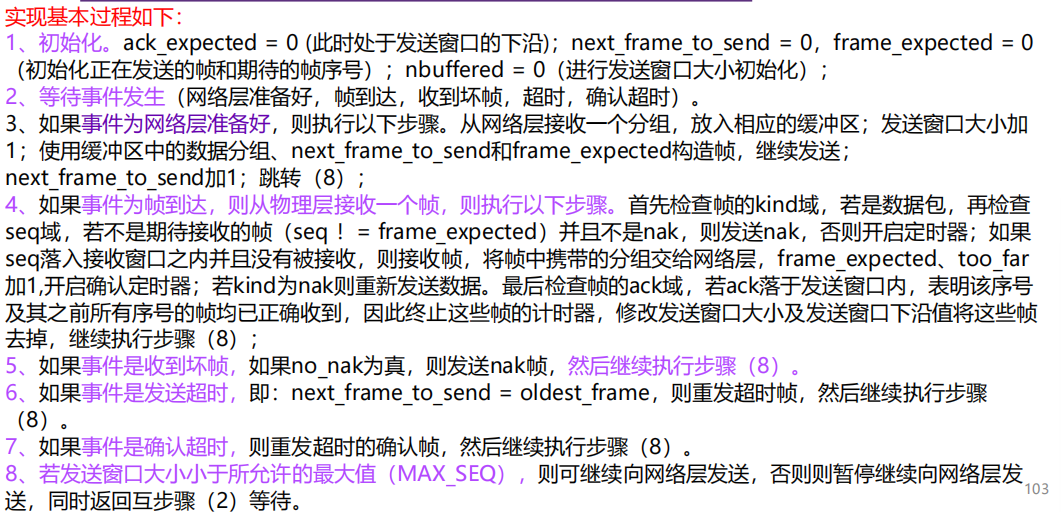 实现基本过程如下：
1、初始化。ack_expected = 0 (此时处于发送窗口的下沿)；next_frame_to_send = 0，frame_expected = 0
（初始化正在发送的帧和期待的帧序号）；nbuffered = 0（进行发送窗口大小初始化）；
2、等待事件发生（网络层准备好，帧到达，收到坏帧，超时，确认超时）。
3、如果事件为网络层准备好，则执行以下步骤。从网络层接收一个分组，放入相应的缓冲区；发送窗口大小加
1；使用缓冲区中的数据分组、next_frame_to_send和frame_expected构造帧，继续发送；
next_frame_to_send加1；跳转（8）；
4、如果事件为帧到达，则从物理层接收一个帧，则执行以下步骤。首先检查帧的kind域，若是数据包，再检查
seq域，若不是期待接收的帧（seq ！= frame_expected）并且不是nak，则发送nak，否则开启定时器；如果
seq落入接收窗口之内并且没有被接收，则接收帧，将帧中携带的分组交给网络层，frame_expected、too_far
加1,开启确认定时器；若kind为nak则重新发送数据。最后检查帧的ack域，若ack落于发送窗口内，表明该序号
及其之前所有序号的帧均已正确收到，因此终止这些帧的计时器，修改发送窗口大小及发送窗口下沿值将这些帧
去掉，继续执行步骤（8）；
5、如果事件是收到坏帧，如果no_nak为真，则发送nak帧，然后继续执行步骤（8）。
6、如果事件是发送超时，即：next_frame_to_send = oldest_frame，则重发超时帧，然后继续执行步骤
（8）。
7、如果事件是确认超时，则重发超时的确认帧，然后继续执行步骤（8）。
8、若发送窗口大小小于所允许的最大值（MAX_SEQ），则可继续向网络层发送，否则则暂停继续向网络层发
送，同时返回互步骤（2）等待。
103